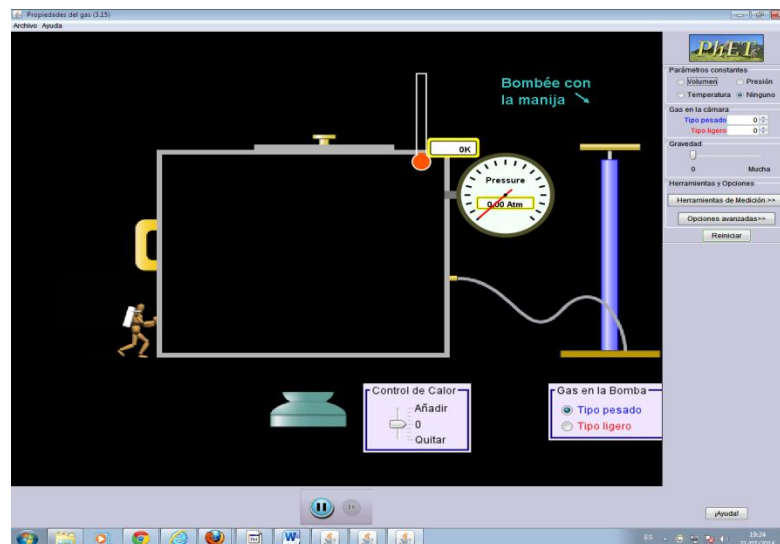 Propiedades del gas (3.15)
Archivo Ayuda
Bombée con
la manija
0K
Pressure
0.00 Atm
Control de Calor
Añadir
0
Quitar
Gas en la Bomba
Tipo pesado
Tipo ligero
PhET
Parámetros constantes
Volumen Presión
Temperatura Ninguno
Gas en la cámara
Tipo pesado 0
Tipo ligero 0
Gravedad
0 Mucha
Herramientas y Opciones
Herramientas de Medición >>
Opciones avanzadas>>
Reiniciar
¡Ayuda!
ES
19:24